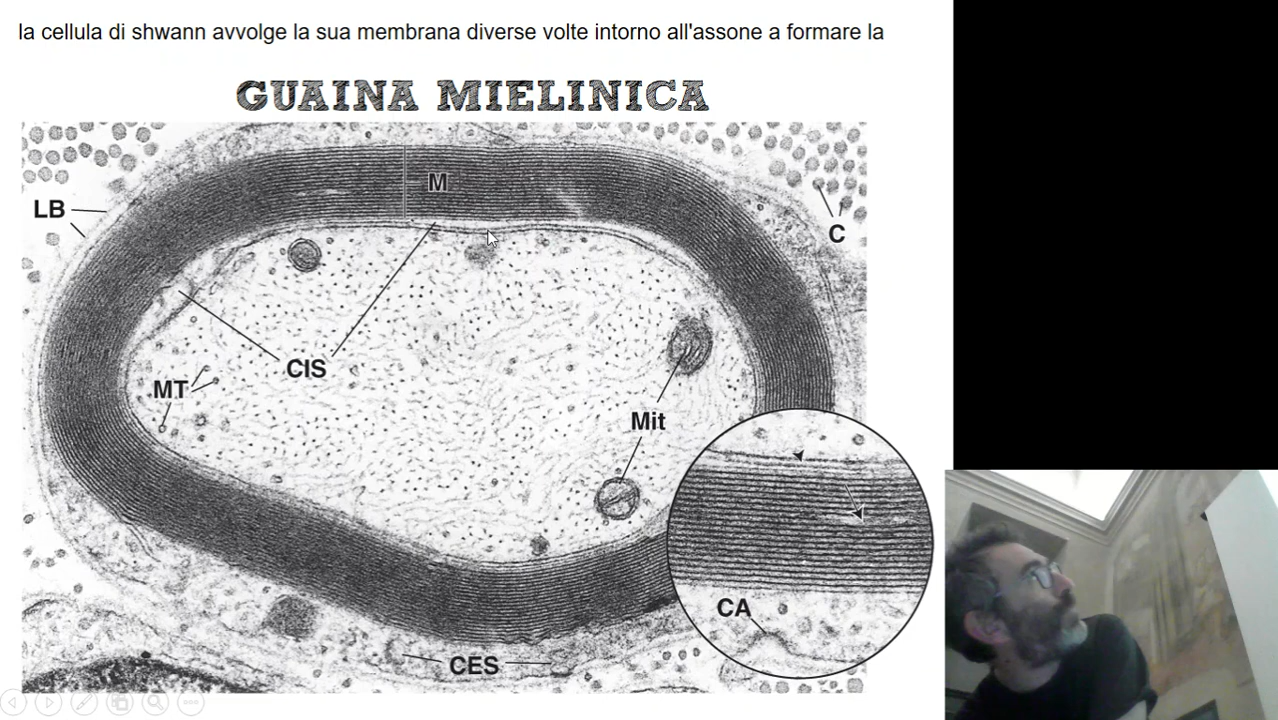 la cellula di shwann avvolge la sua membrana diverse volte intorno all'assone a formare la
GUAINA MIELINICA
M
LB
C
CIS
MT
Mit
CA
CES